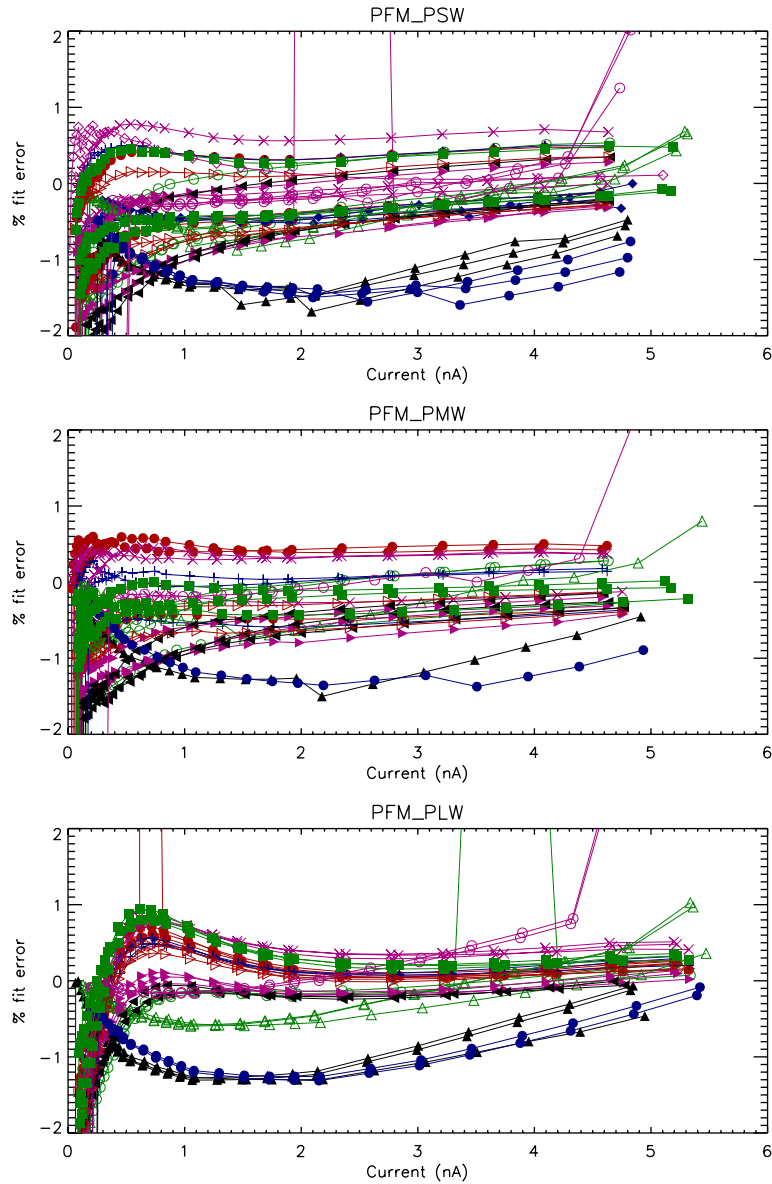 PFM_PSW
2
1
0
−1
−2
% fit error
0 1 2 3 4 5 6
Current (nA)
PFM_PMW
2
1
0
−1
−2
% fit error
0 1 2 3 4 5 6
Current (nA)
PFM_PLW
2
1
0
−1
−2
% fit error
0 1 2 3 4 5 6
Current (nA)